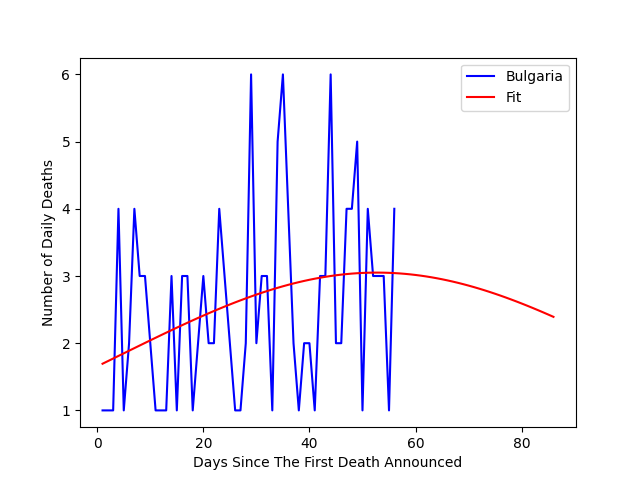 Bulgaria
Fit
6
5
4
3
2
1
Number of Daily Deaths
0 20 40 60 80
Days Since The First Death Announced